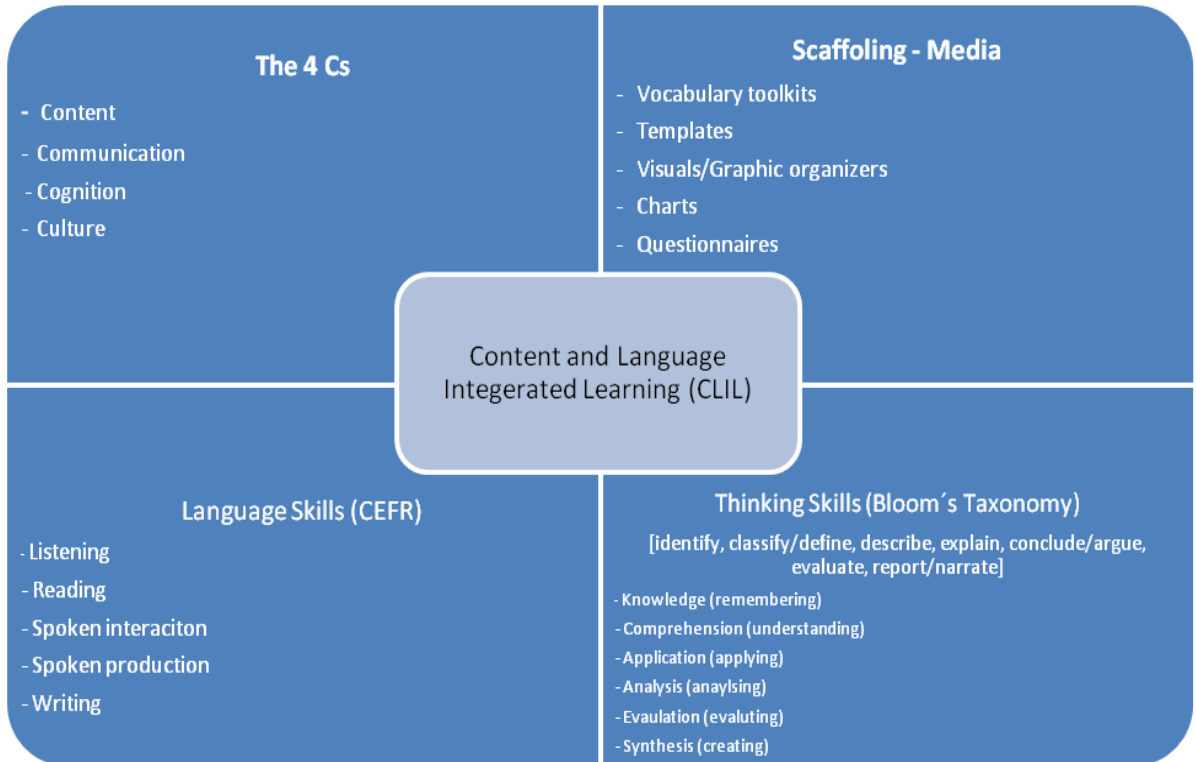 The 4 Cs
- Content
- Communication
- Cognition
- Culture
Scaffoling - Media
- Vocabulary toolkits
- Templates
- Visuals/Graphic organizers
- Charts
- Questionnaires
Content and Language
Integerated Learning (CLIL)
Language Skills (CEFR)
- Listening
- Reading
- Spoken interaciton
- Spoken production
- Writing
Thinking Skills (Bloom´s Taxonomy)
[identify, classify/define, describe, explain, conclude/argue,
evaluate, report/narrate]
- Knowledge (remembering)
- Comprehension (understanding)
- Application (applying)
- Analysis (anaylsing)
- Evaulation (evaluting)
- Synthesis (creating)